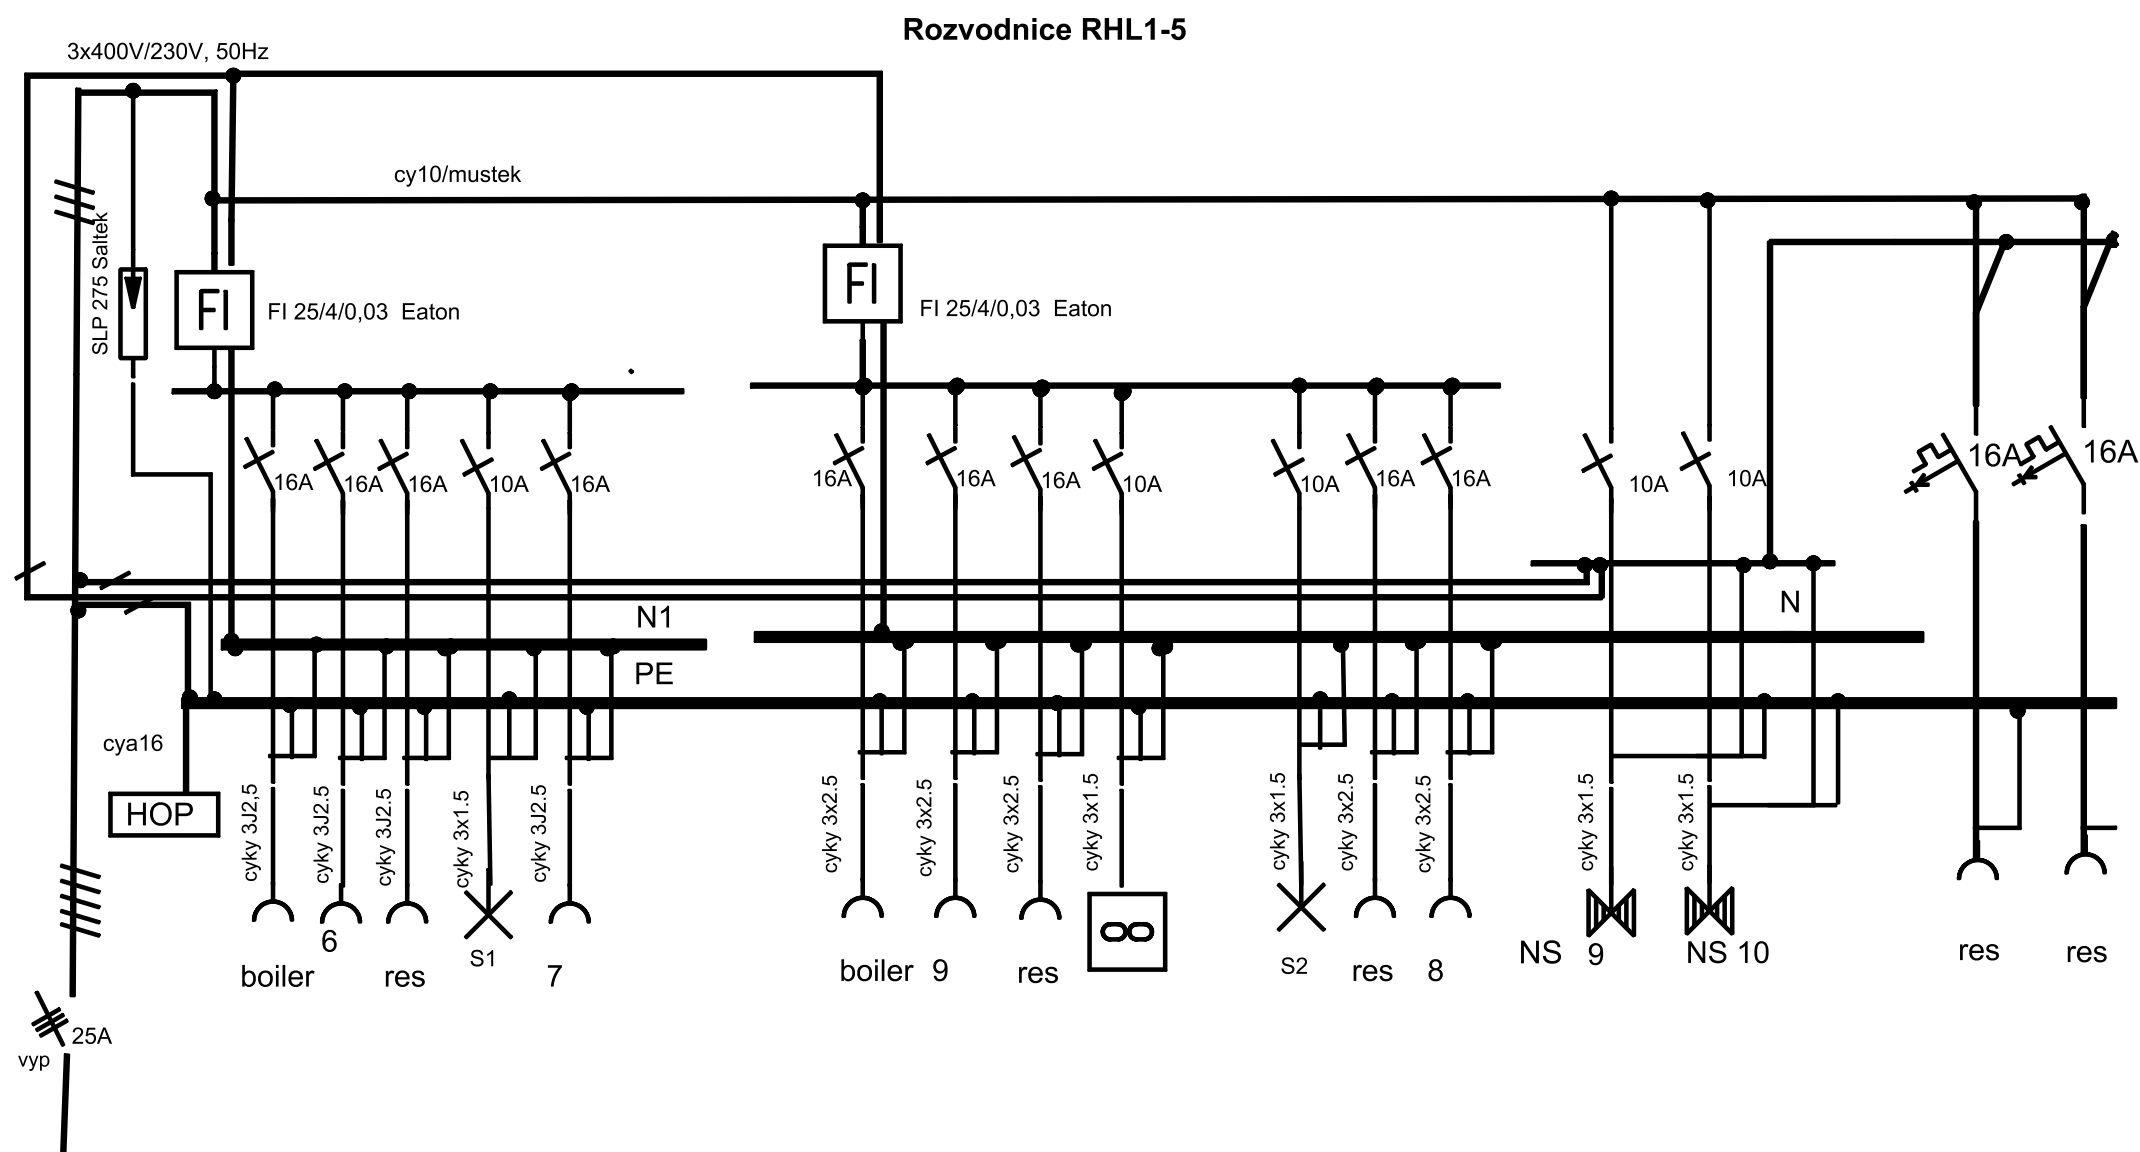 Rozvodnice RHL1-5
3x400V/230V, 50Hz
cy10/mustek
SLP 275 Saltek
FI
FI 25/4/0,03 Eaton
FI
FI 25/4/0,03 Eaton
16A
16A
16A
10A
16A
16A
16A
16A
10A
10A
16A
16A
10A
10A
16A
16A
N1
N
PE
cya16
HOP
cyky 3J2,5
cyky 3J2.5
cyky 3J2.5
cyky 3x1.5
cyky 3J2.5
cyky 3x2.5
cyky 3x2.5
cyky 3x2.5
cyky 3x1.5
cyky 3x1.5
cyky 3x2.5
cyky 3x2.5
cyky 3x1.5
cyky 3x1.5
boiler
6
res
S1
7
boiler 9
res
8
S2
res
8
NS 9
NS 10
res
res
25A
vyp